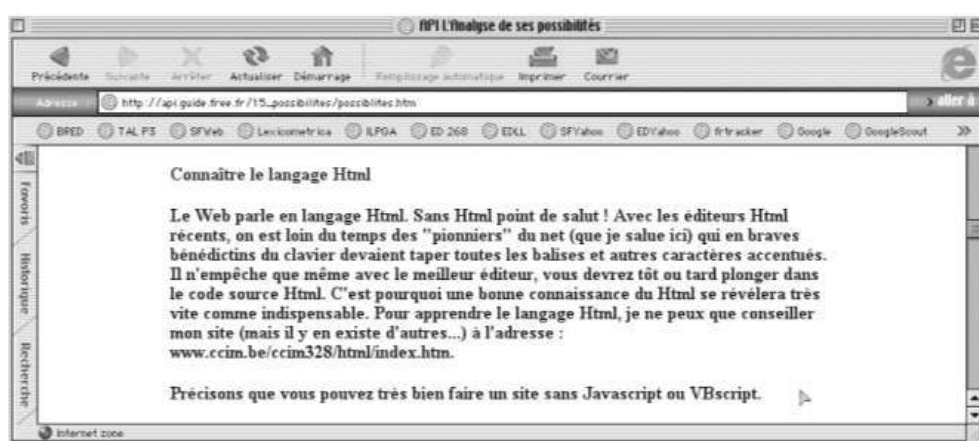 API L'Analyse de ses possibilités
Précédente Suivante Arrêter Actualiser Démarrage Remplissage automatique Imprimer Courrier
Adresse http://api.guide.free.fr/15_possibilites/possiblites.htm aller à
BRED TAL P3 SFWeb Lexicometrica ILPGA ED 268 EDLL SFYahoo EDYahoo frtracker Google GoogleScout
Favoris
Historique
Recherche
Connaître le langage Html
Le Web parle en langage Html. Sans Html point de salut ! Avec les éditeurs Html
récents, on est loin du temps des "pionniers" du net (que je salue ici) qui en braves
bénédictins du clavier devaient taper toutes les balises et autres caractères accentués.
Il n'empêche que même avec le meilleur éditeur, vous devrez tôt ou tard plonger dans
le code source Html. C'est pourquoi une bonne connaissance du Html se révélera très
vite comme indispensable. Pour apprendre le langage Html, je ne peux que conseiller
mon site (mais il y en existe d'autres...) à l'adresse :
www.ccim.be/ccim328/html/index.htm.
Précisons que vous pouvez très bien faire un site sans Javascript ou VBscript.
Internet zone